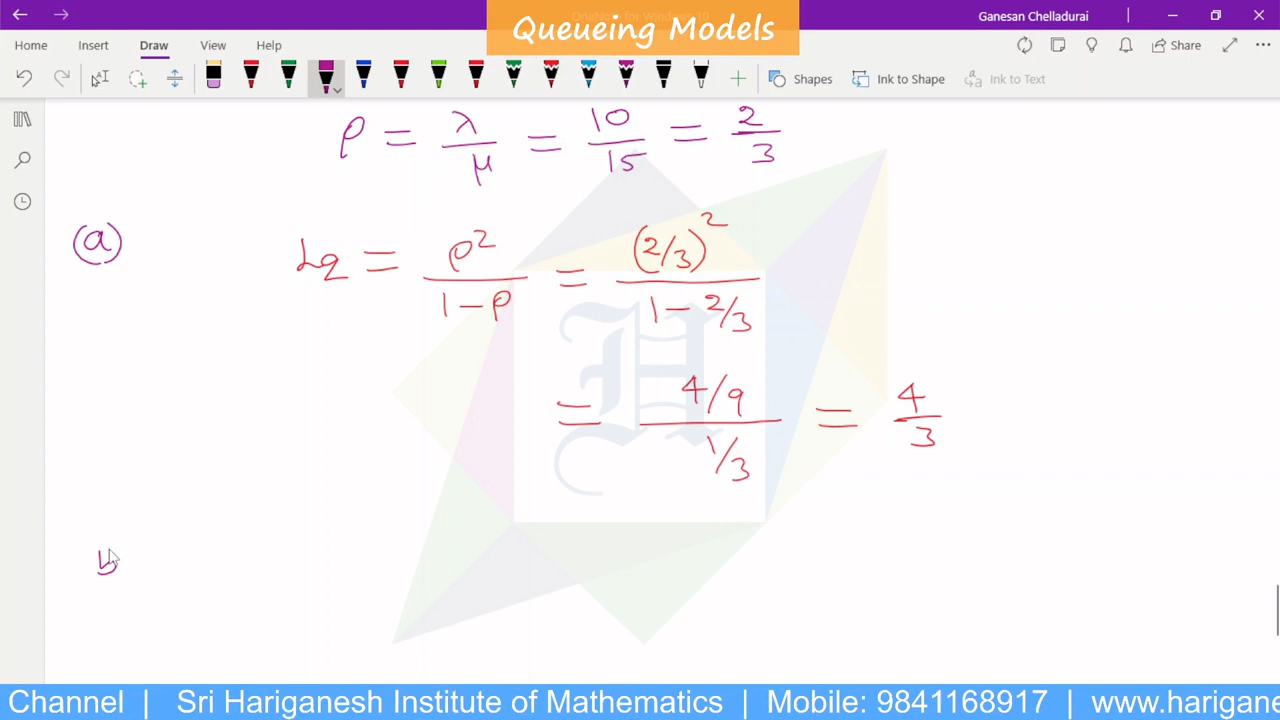 Queueing Models
Ganesan Chelladurai
Home Insert Draw View Help
Share
Shapes
Ink to Shape
Ink to Text
ρ = λ/μ = 10/15 = 2/3
(a) Lq = ρ²/(1-ρ) = (2/3)²/(1 - 2/3)
= (4/9)/(1/3) = 4/3
b
Channel | Sri Hariganesh Institute of Mathematics | Mobile: 9841168917 | www.harigane